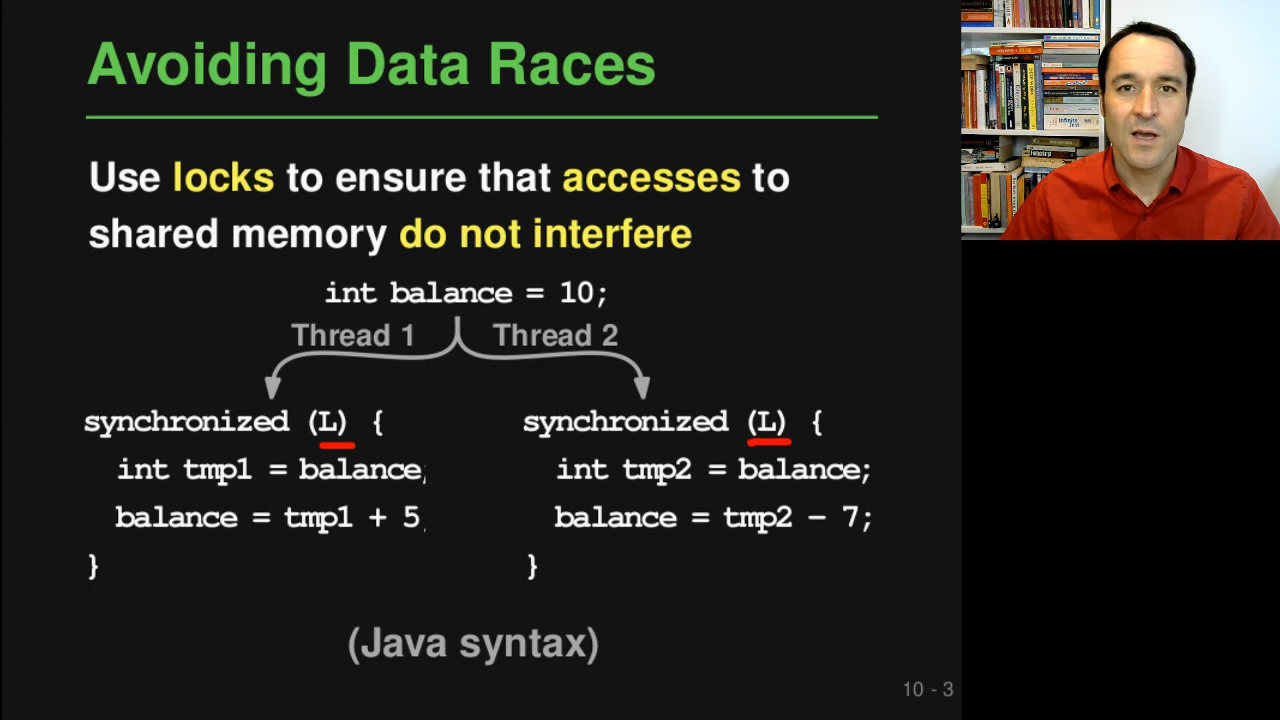 Avoiding Data Races
Use locks to ensure that accesses to
shared memory do not interfere
int balance = 10;
Thread 1 Thread 2
synchronized (L) { synchronized (L) {
int tmp1 = balance; int tmp2 = balance;
balance = tmp1 + 5; balance = tmp2 − 7;
} }
(Java syntax)
10 - 3
Infinite
Jest